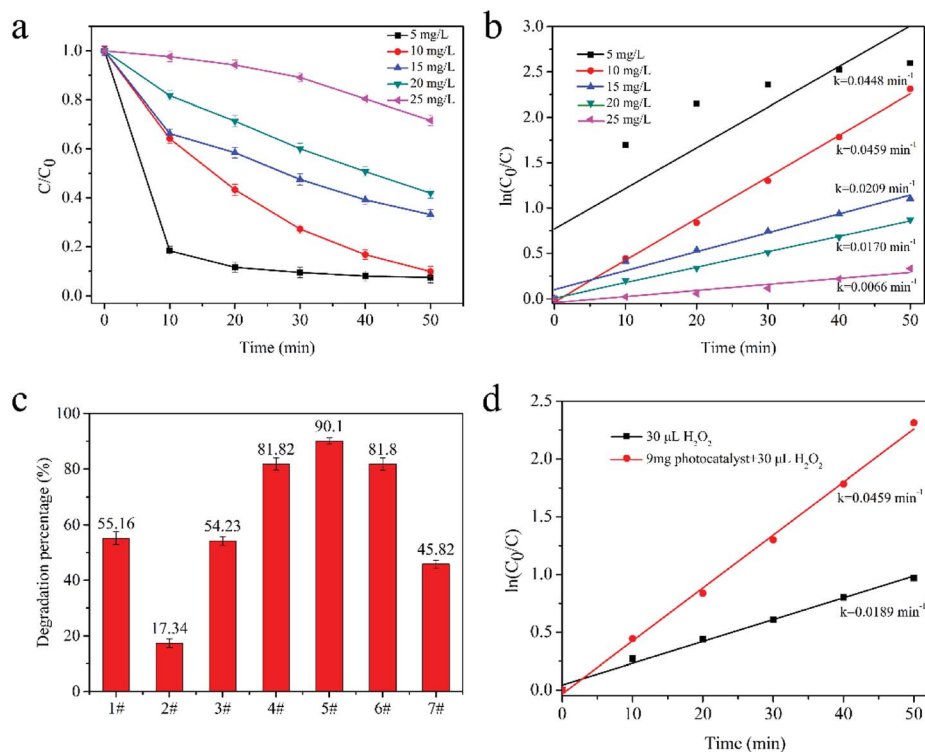 a
1.0
0.8
0.6
0.4
0.2
0.0
C/C0
5 mg/L
10 mg/L
15 mg/L
20 mg/L
25 mg/L
0 10 20 30 40 50
Time (min)
b
3.0
2.5
2.0
1.5
1.0
0.5
0.0
ln(C0/C)
5 mg/L
10 mg/L
15 mg/L
20 mg/L
25 mg/L
k=0.0448 min-1
k=0.0459 min-1
k=0.0209 min-1
k=0.0170 min-1
k=0.0066 min-1
0 10 20 30 40 50
Time (min)
c
100
80
60
40
20
0
Degradation percentage (%)
55.16
17.34
54.23
81.82
90.1
81.8
45.82
1# 2# 3# 4# 5# 6# 7#
d
2.5
2.0
1.5
1.0
0.5
0.0
ln(C0/C)
30 μL H2O2
9mg photocatalyst+30 μL H2O2
k=0.0459 min-1
k=0.0189 min-1
0 10 20 30 40 50
Time (min)